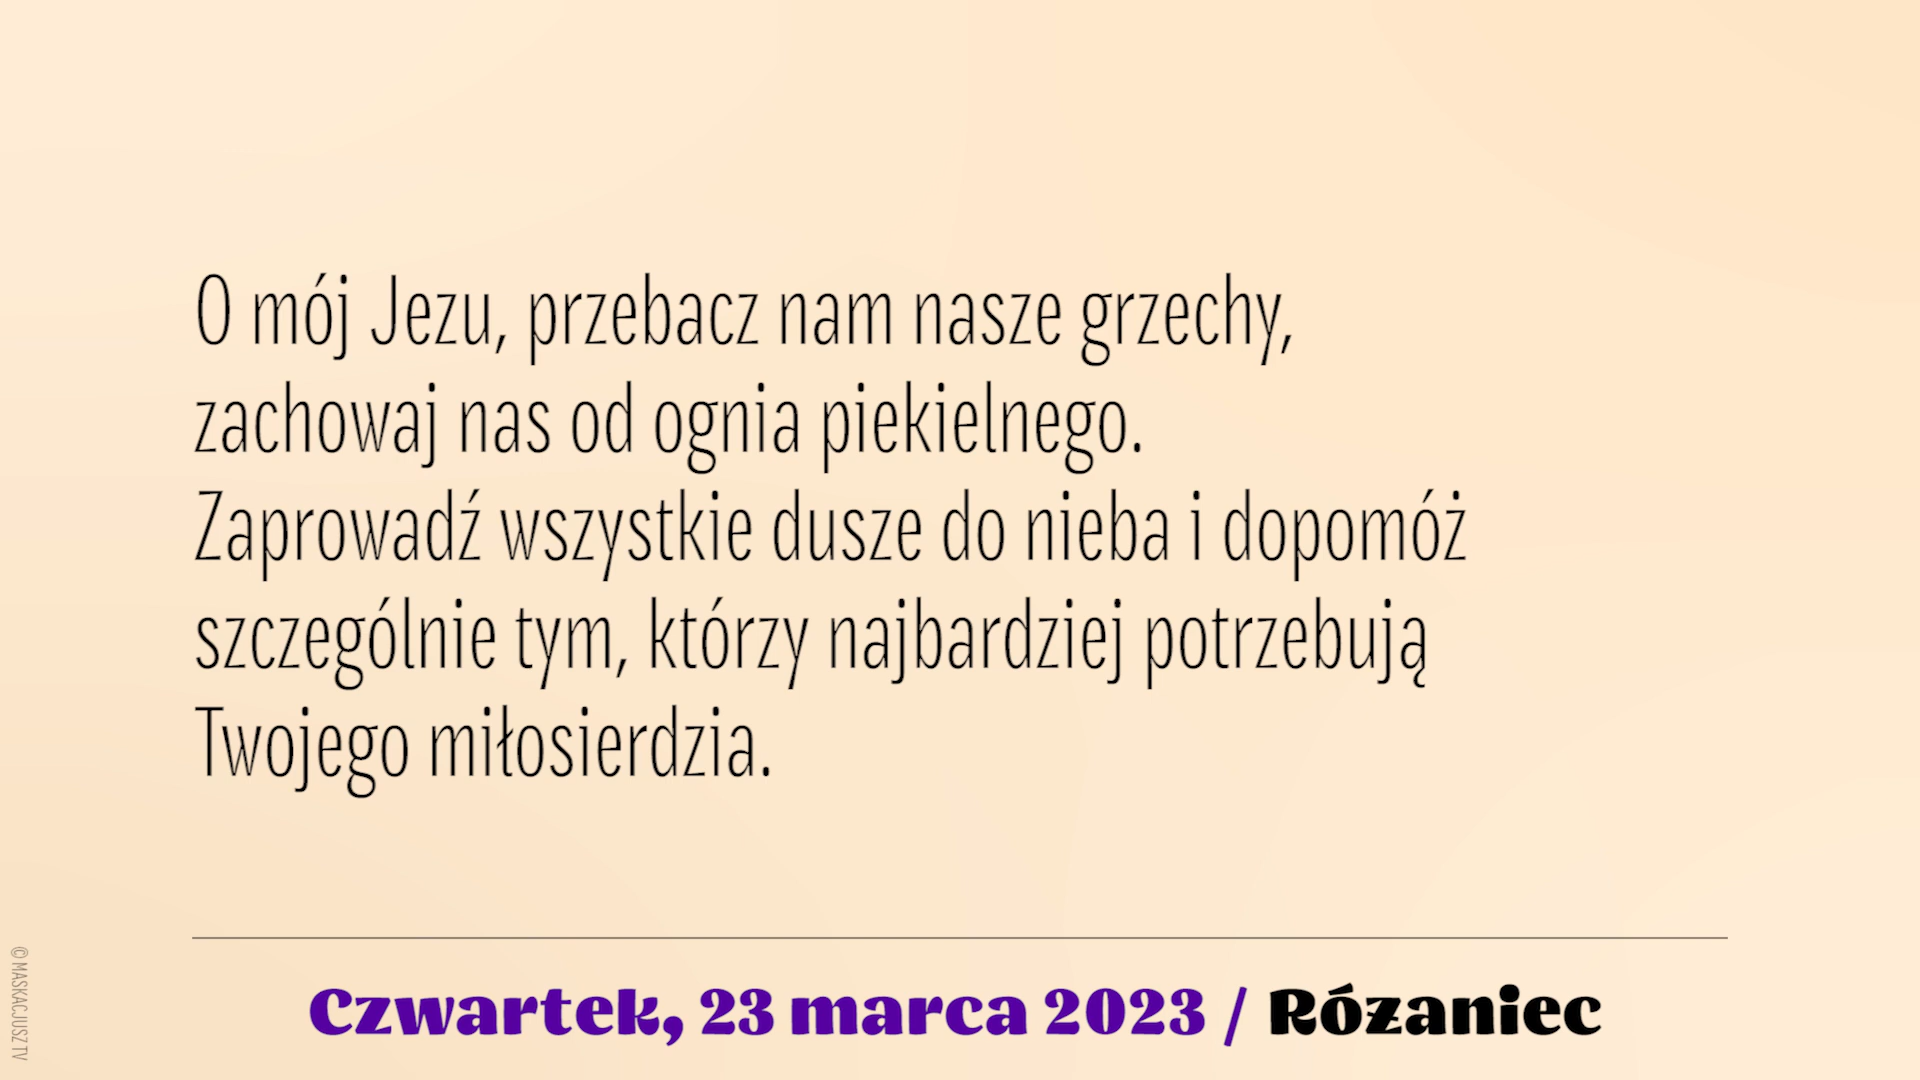 O mój Jezu, przebacz nam nasze grzechy,
zachowaj nas od ognia piekielnego.
Zaprowadź wszystkie dusze do nieba i dopomóż
szczególnie tym, którzy najbardziej potrzebują
Twojego miłosierdzia.
Czwartek, 23 marca 2023 / Rózaniec
© MASKACJUSZ TV